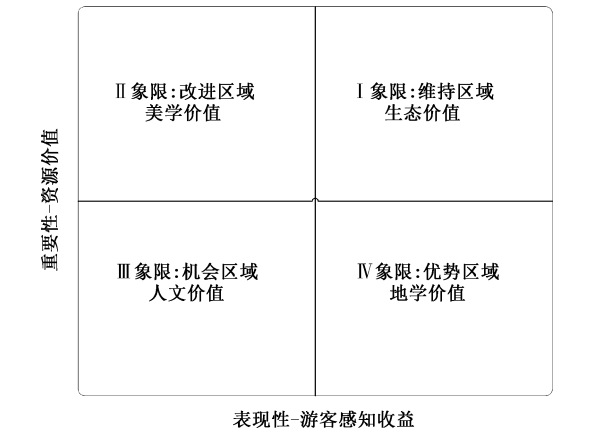 Ⅱ象限:改进区域
美学价值
Ⅰ象限:维持区域
生态价值
重要性-资源价值
Ⅲ象限:机会区域
人文价值
Ⅳ象限:优势区域
地学价值
表现性-游客感知收益